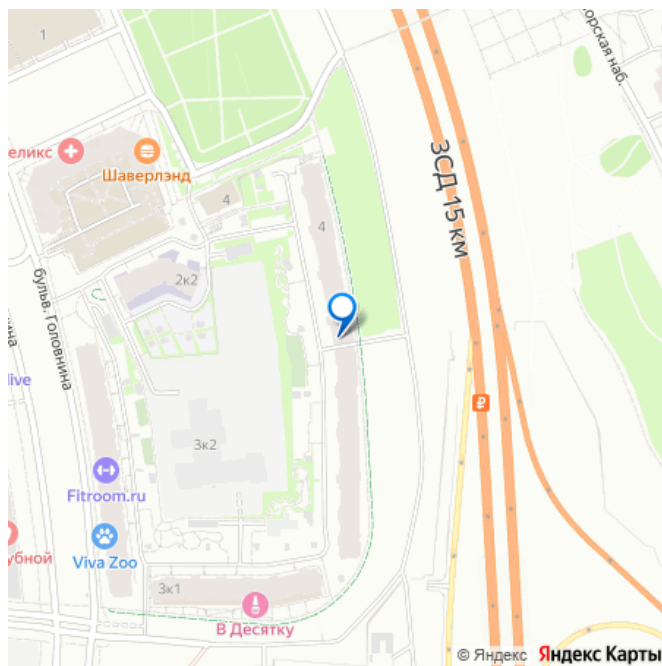 1
орская наб.
еликс
Шаверлэнд
ЗСД 15 км
4
4
2к2
бульв. Головнина
ина
live
₽
3к2
Fitroom.ru
убной
Viva Zoo
3к1
В Десятку
© Яндекс Яндекс Карты